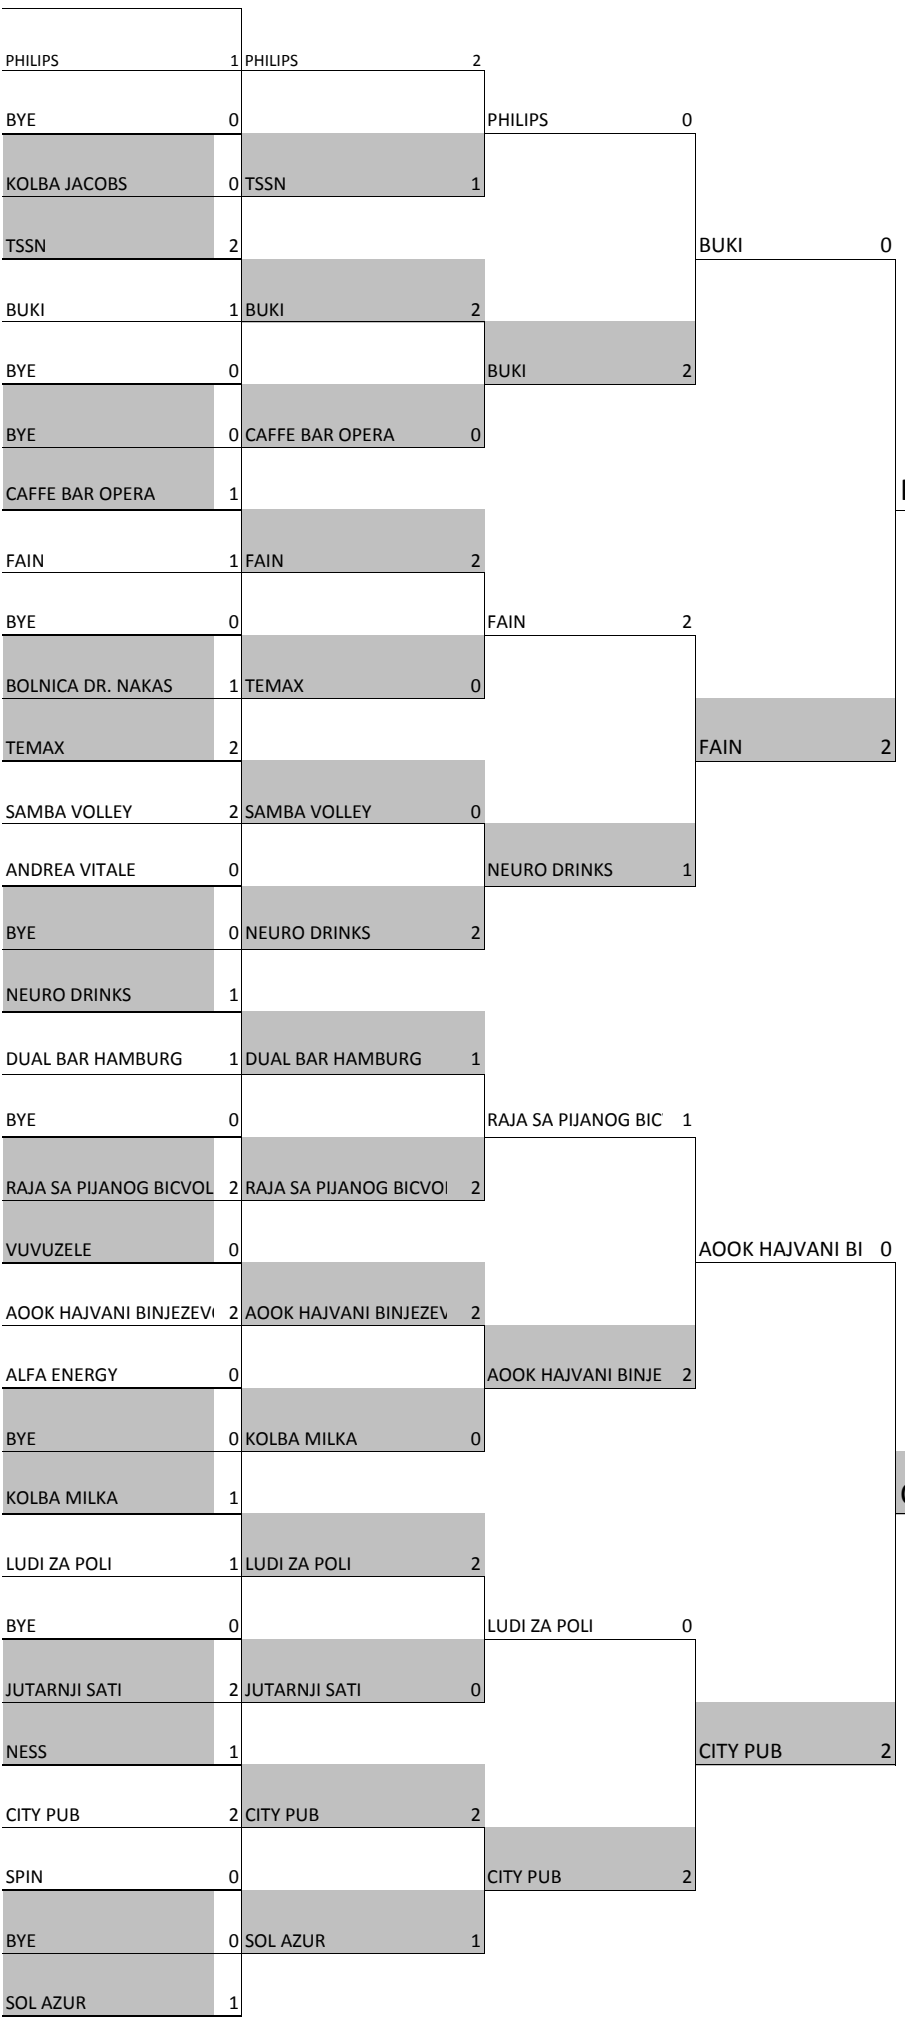 PHILIPS 1 PHILIPS 2
BYE 0 PHILIPS 0
KOLBA JACOBS 0 TSSN 1
TSSN 2 BUKI 0
BUKI 1 BUKI 2
BYE 0 BUKI 2
BYE 0 CAFFE BAR OPERA 0
CAFFE BAR OPERA 1
FAIN 1 FAIN 2
BYE 0 FAIN 2
BOLNICA DR. NAKAS 1 TEMAX 0
TEMAX 2 FAIN 2
SAMBA VOLLEY 2 SAMBA VOLLEY 0
ANDREA VITALE 0 NEURO DRINKS 1
BYE 0 NEURO DRINKS 2
NEURO DRINKS 1
DUAL BAR HAMBURG 1 DUAL BAR HAMBURG 1
BYE 0 RAJA SA PIJANOG BIC 1
RAJA SA PIJANOG BICVOL 2 RAJA SA PIJANOG BICVO 2
VUVUZELE 0 AOOK HAJVANI BI 0
AOOK HAJVANI BINJEZEV 2 AOOK HAJVANI BINJEZEV 2
ALFA ENERGY 0 AOOK HAJVANI BINJE 2
BYE 0 KOLBA MILKA 0
KOLBA MILKA 1
LUDI ZA POLI 1 LUDI ZA POLI 2
BYE 0 LUDI ZA POLI 0
JUTARNJI SATI 2 JUTARNJI SATI 0
NESS 1 CITY PUB 2
CITY PUB 2 CITY PUB 2
SPIN 0 CITY PUB 2
BYE 0 SOL AZUR 1
SOL AZUR 1